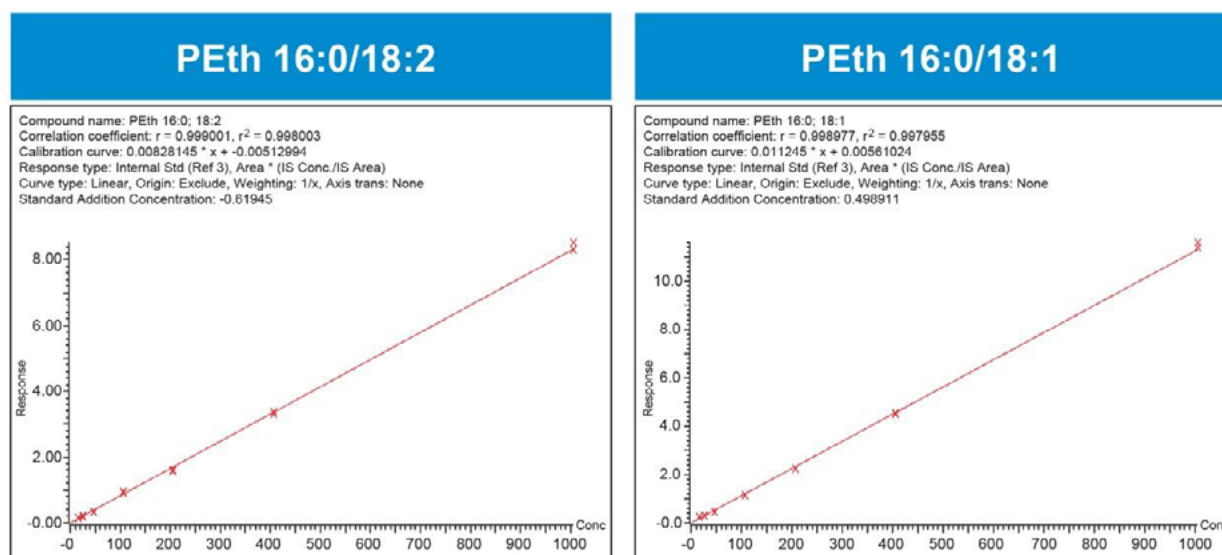 PEth 16:0/18:2
Compound name: PEth 16:0; 18:2
Correlation coefficient: r = 0.999001, r² = 0.998003
Calibration curve: 0.00828145 * x + -0.00512994
Response type: Internal Std (Ref 3), Area * (IS Conc./IS Area)
Curve type: Linear, Origin: Exclude, Weighting: 1/x, Axis trans: None
Standard Addition Concentration: -0.61945
8.00
6.00
4.00
2.00
-0.00
Response
Conc
-0 100 200 300 400 500 600 700 800 900 1000
PEth 16:0/18:1
Compound name: PEth 16:0; 18:1
Correlation coefficient: r = 0.998977, r² = 0.997955
Calibration curve: 0.011245 * x + 0.00561024
Response type: Internal Std (Ref 3), Area * (IS Conc./IS Area)
Curve type: Linear, Origin: Exclude, Weighting: 1/x, Axis trans: None
Standard Addition Concentration: 0.498911
10.0
8.0
6.0
4.0
2.0
-0.0
Response
Conc
-0 100 200 300 400 500 600 700 800 900 1000